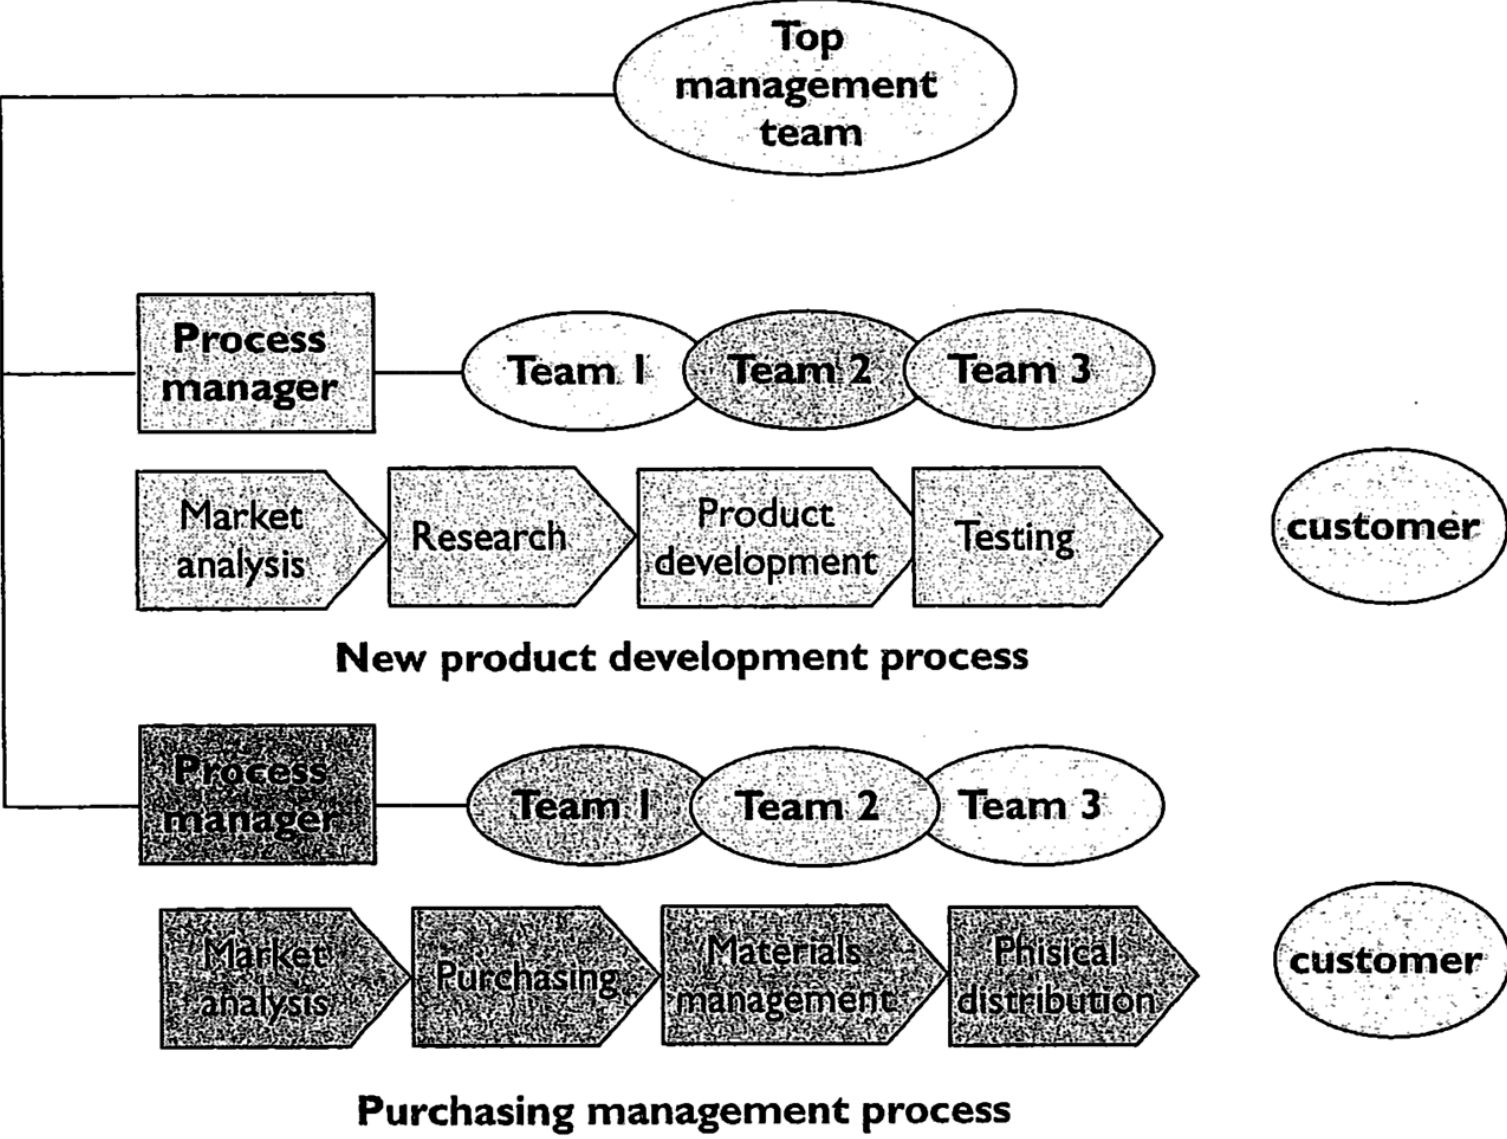 Top
management
team
Process
manager
Team 1
Team 2
Team 3
Market
analysis
Research
Product
development
Testing
customer
New product development process
Process
manager
Team 1
Team 2
Team 3
Market
analysis
Purchasing
Materials
management
Phisical
distribution
customer
Purchasing management process